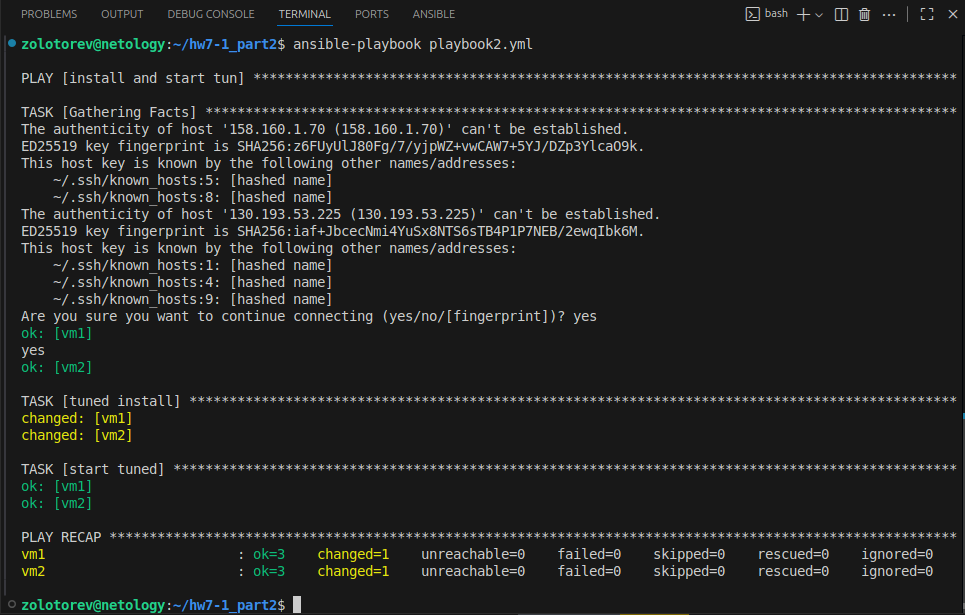 PROBLEMS OUTPUT DEBUG CONSOLE TERMINAL PORTS ANSIBLE bash
zolotorev@netology:~/hw7-1_part2$ ansible-playbook playbook2.yml
PLAY [install and start tun] ****************************************************************************************
TASK [Gathering Facts] **********************************************************************************************
The authenticity of host '158.160.1.70 (158.160.1.70)' can't be established.
ED25519 key fingerprint is SHA256:z6FUyUlJ80Fg/7/yjpWZ+vwCAW7+5YJ/DZp3YlcaO9k.
This host key is known by the following other names/addresses:
    ~/.ssh/known_hosts:5: [hashed name]
    ~/.ssh/known_hosts:8: [hashed name]
The authenticity of host '130.193.53.225 (130.193.53.225)' can't be established.
ED25519 key fingerprint is SHA256:iaf+JbcecNmi4YuSx8NTS6sTB4P1P7NEB/2ewqIbk6M.
This host key is known by the following other names/addresses:
    ~/.ssh/known_hosts:1: [hashed name]
    ~/.ssh/known_hosts:4: [hashed name]
    ~/.ssh/known_hosts:9: [hashed name]
Are you sure you want to continue connecting (yes/no/[fingerprint])? yes
ok: [vm1]
yes
ok: [vm2]
TASK [tuned install] ************************************************************************************************
changed: [vm1]
changed: [vm2]
TASK [start tuned] **************************************************************************************************
ok: [vm1]
ok: [vm2]
PLAY RECAP **********************************************************************************************************
vm1                        : ok=3    changed=1    unreachable=0    failed=0    skipped=0    rescued=0    ignored=0
vm2                        : ok=3    changed=1    unreachable=0    failed=0    skipped=0    rescued=0    ignored=0
zolotorev@netology:~/hw7-1_part2$